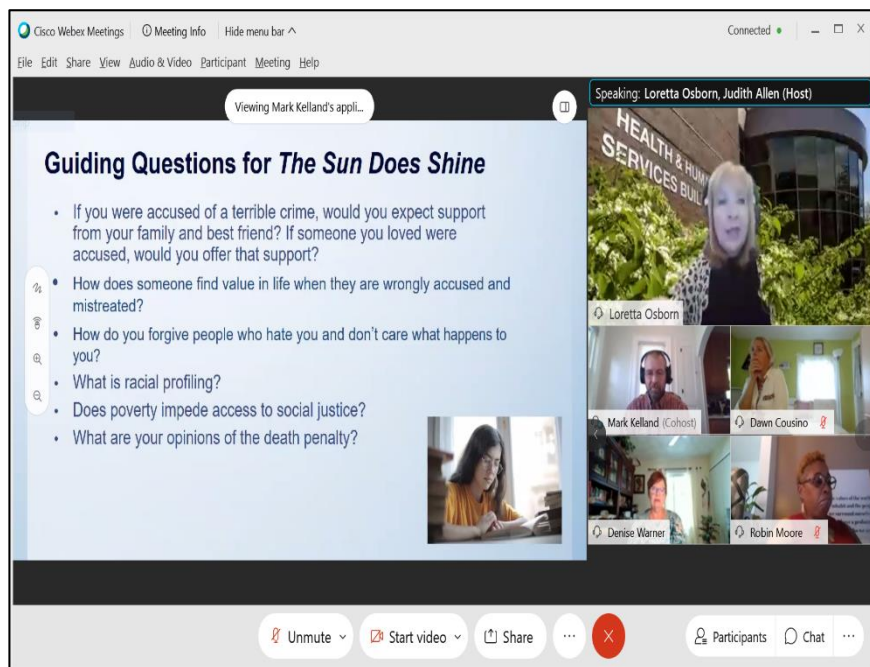 Cisco Webex Meetings
Meeting Info
Hide menu bar
Connected
File Edit Share View Audio & Video Participant Meeting Help
Viewing Mark Kelland's appli...
Speaking: Loretta Osborn, Judith Allen (Host)
Guiding Questions for The Sun Does Shine
• If you were accused of a terrible crime, would you expect support
from your family and best friend? If someone you loved were
accused, would you offer that support?
• How does someone find value in life when they are wrongly accused and
mistreated?
• How do you forgive people who hate you and don't care what happens to
you?
• What is racial profiling?
• Does poverty impede access to social justice?
• What are your opinions of the death penalty?
HEALTH & HUM
SERVICES BUIL
Loretta Osborn
Mark Kelland (Cohost)
Dawn Cousino
Denise Warner
Robin Moore
Unmute
Start video
Share
Participants
Chat